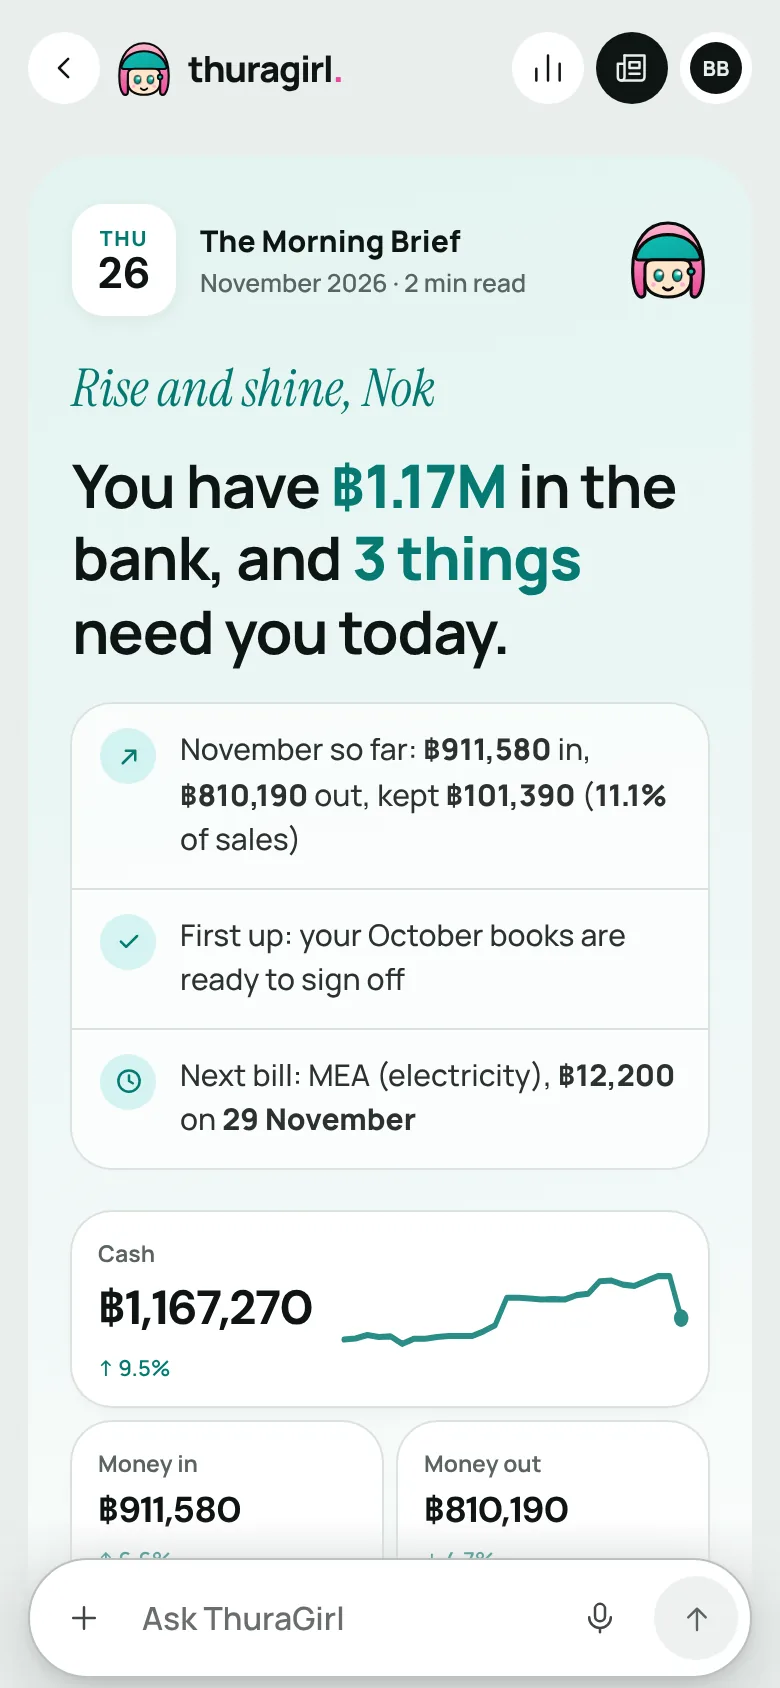 thuragirl.
BB
THU
26
The Morning Brief
November 2026 · 2 min read
Rise and shine, Nok
You have ฿1.17M in the
bank, and 3 things
need you today.
November so far: ฿911,580 in,
฿810,190 out, kept ฿101,390 (11.1%
of sales)
First up: your October books are
ready to sign off
Next bill: MEA (electricity), ฿12,200
on 29 November
Cash
฿1,167,270
↑ 9.5%
Money in
฿911,580
Money out
฿810,190
Ask ThuraGirl